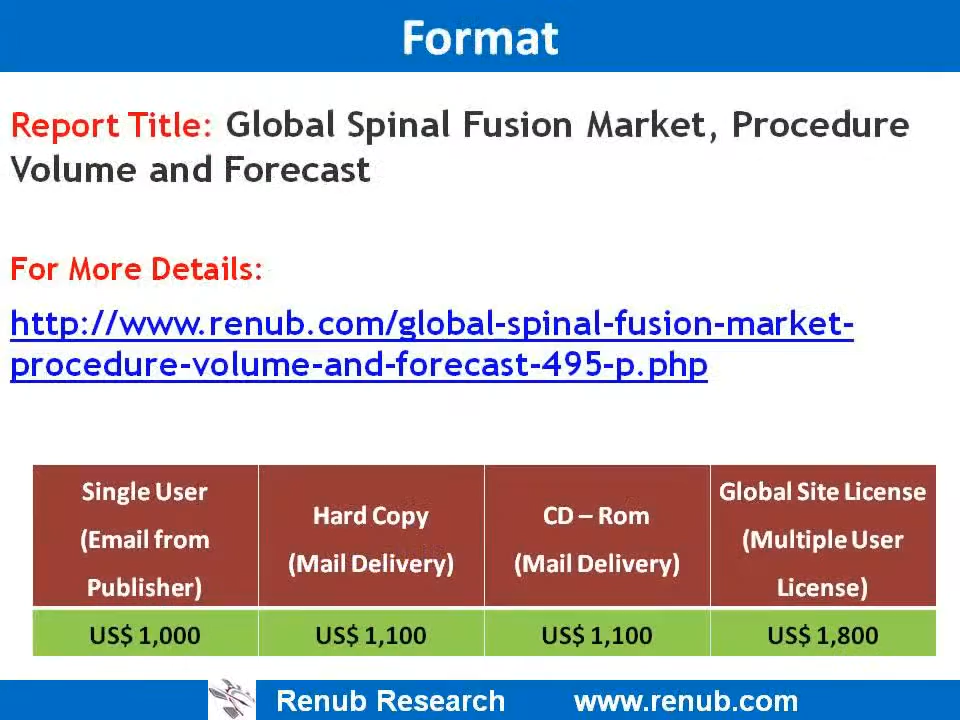 Format
Report Title: Global Spinal Fusion Market, Procedure
Volume and Forecast
For More Details:
http://www.renub.com/global-spinal-fusion-market-
procedure-volume-and-forecast-495-p.php
Single User
(Email from
Publisher)
Hard Copy
(Mail Delivery)
CD – Rom
(Mail Delivery)
Global Site License
(Multiple User
License)
US$ 1,000
US$ 1,100
US$ 1,100
US$ 1,800
Renub Research
www.renub.com